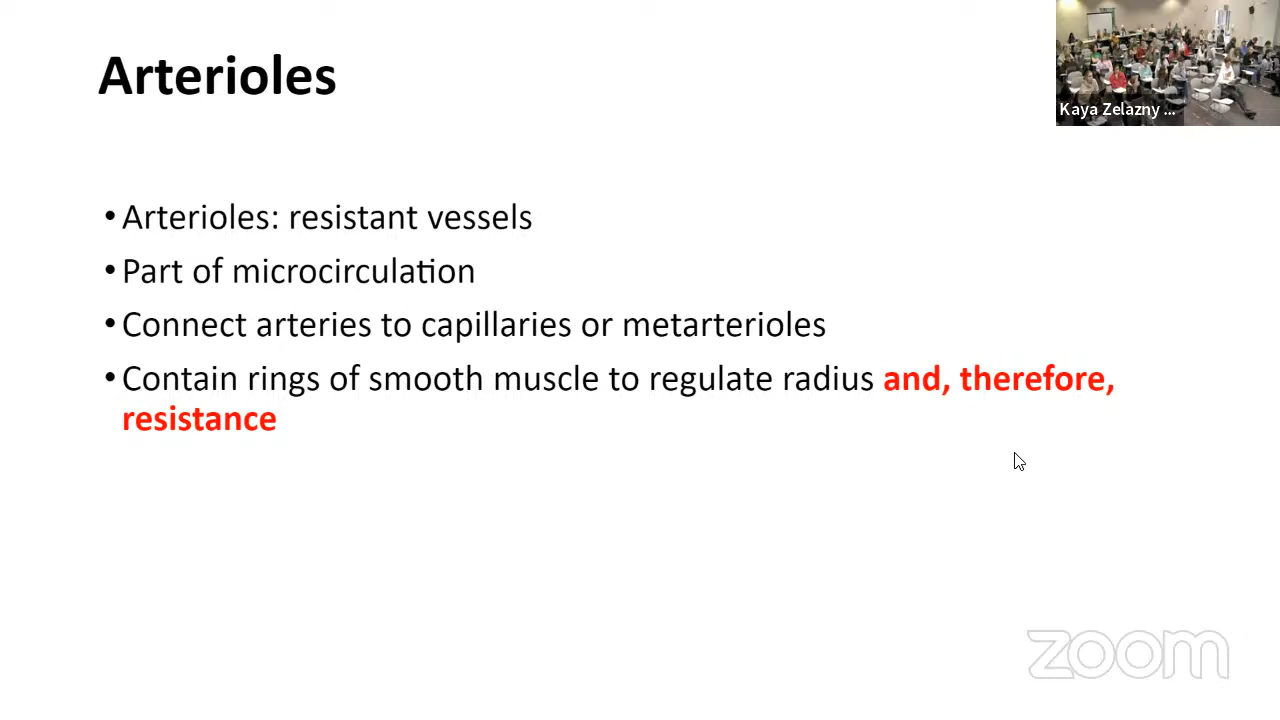 Arterioles
Kaya Zelazny ...
• Arterioles: resistant vessels
• Part of microcirculation
• Connect arteries to capillaries or metarterioles
• Contain rings of smooth muscle to regulate radius and, therefore,
resistance
zoom